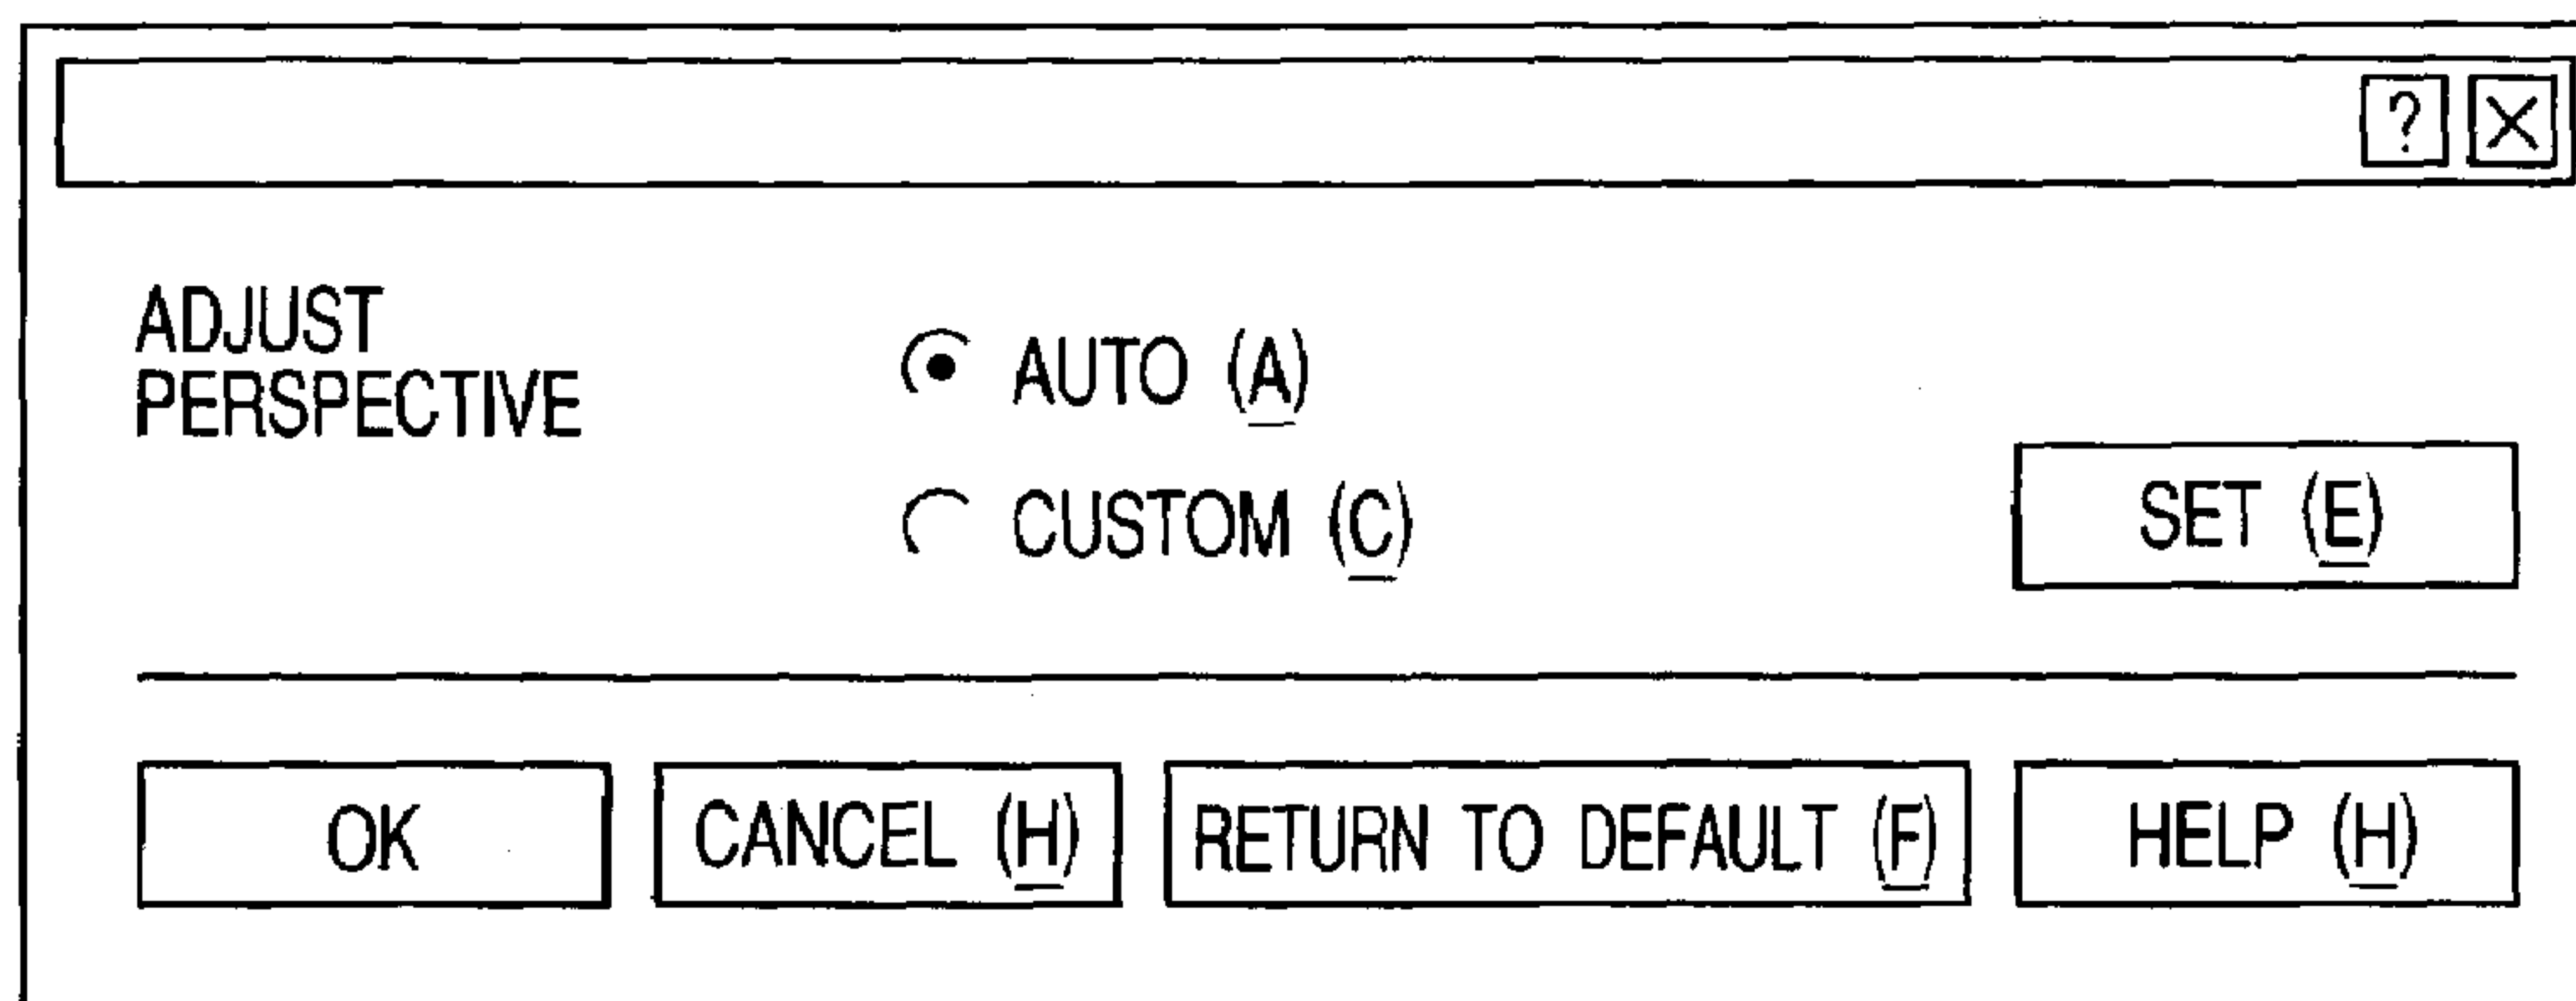 ?
ADJUST
PERSPECTIVE
AUTO (A)
CUSTOM (C)
SET (E)
OK
CANCEL (H)
RETURN TO DEFAULT (F)
HELP (H)